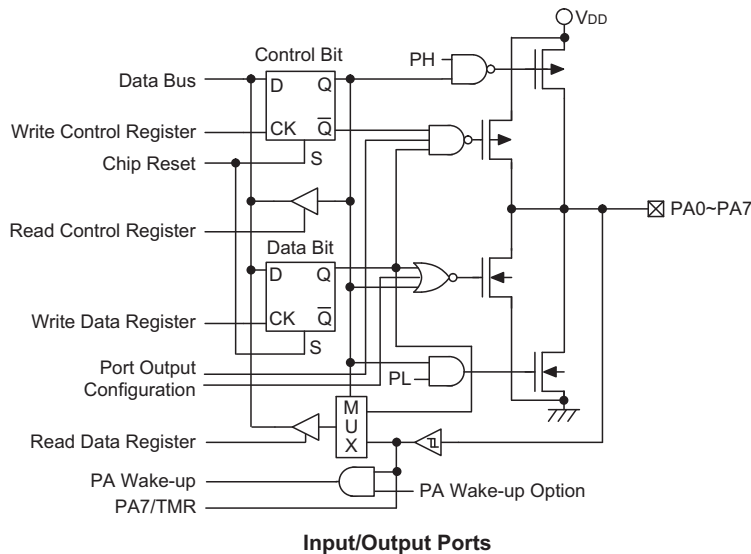 VDD
Control Bit
PH
Data Bus
D Q
Write Control Register
CK Q
Chip Reset
S
PA0~PA7
Read Control Register
Data Bit
D Q
Write Data Register
CK Q
S
Port Output
Configuration
PL
MUX
Read Data Register
PA Wake-up
PA Wake-up Option
PA7/TMR
Input/Output Ports